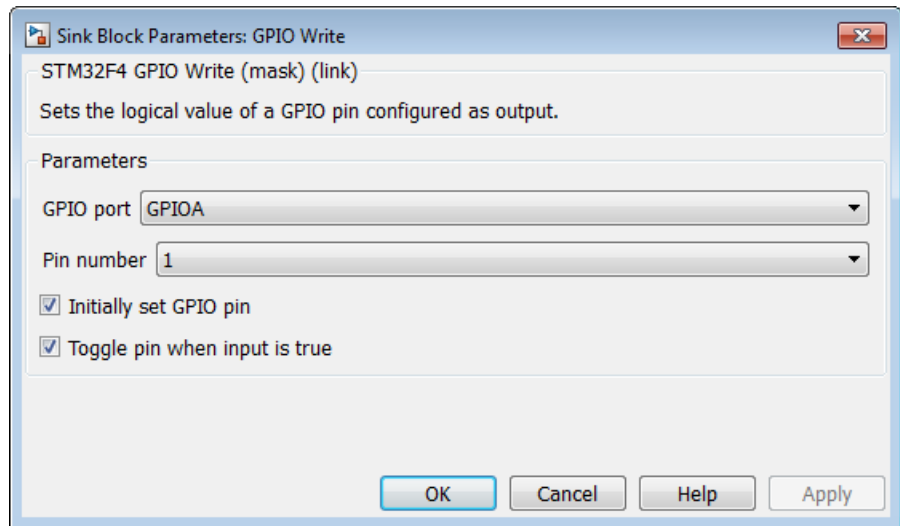 Sink Block Parameters: GPIO Write
STM32F4 GPIO Write (mask) (link)
Sets the logical value of a GPIO pin configured as output.
Parameters
GPIO port GPIOA
Pin number 1
Initially set GPIO pin
Toggle pin when input is true
OK Cancel Help Apply